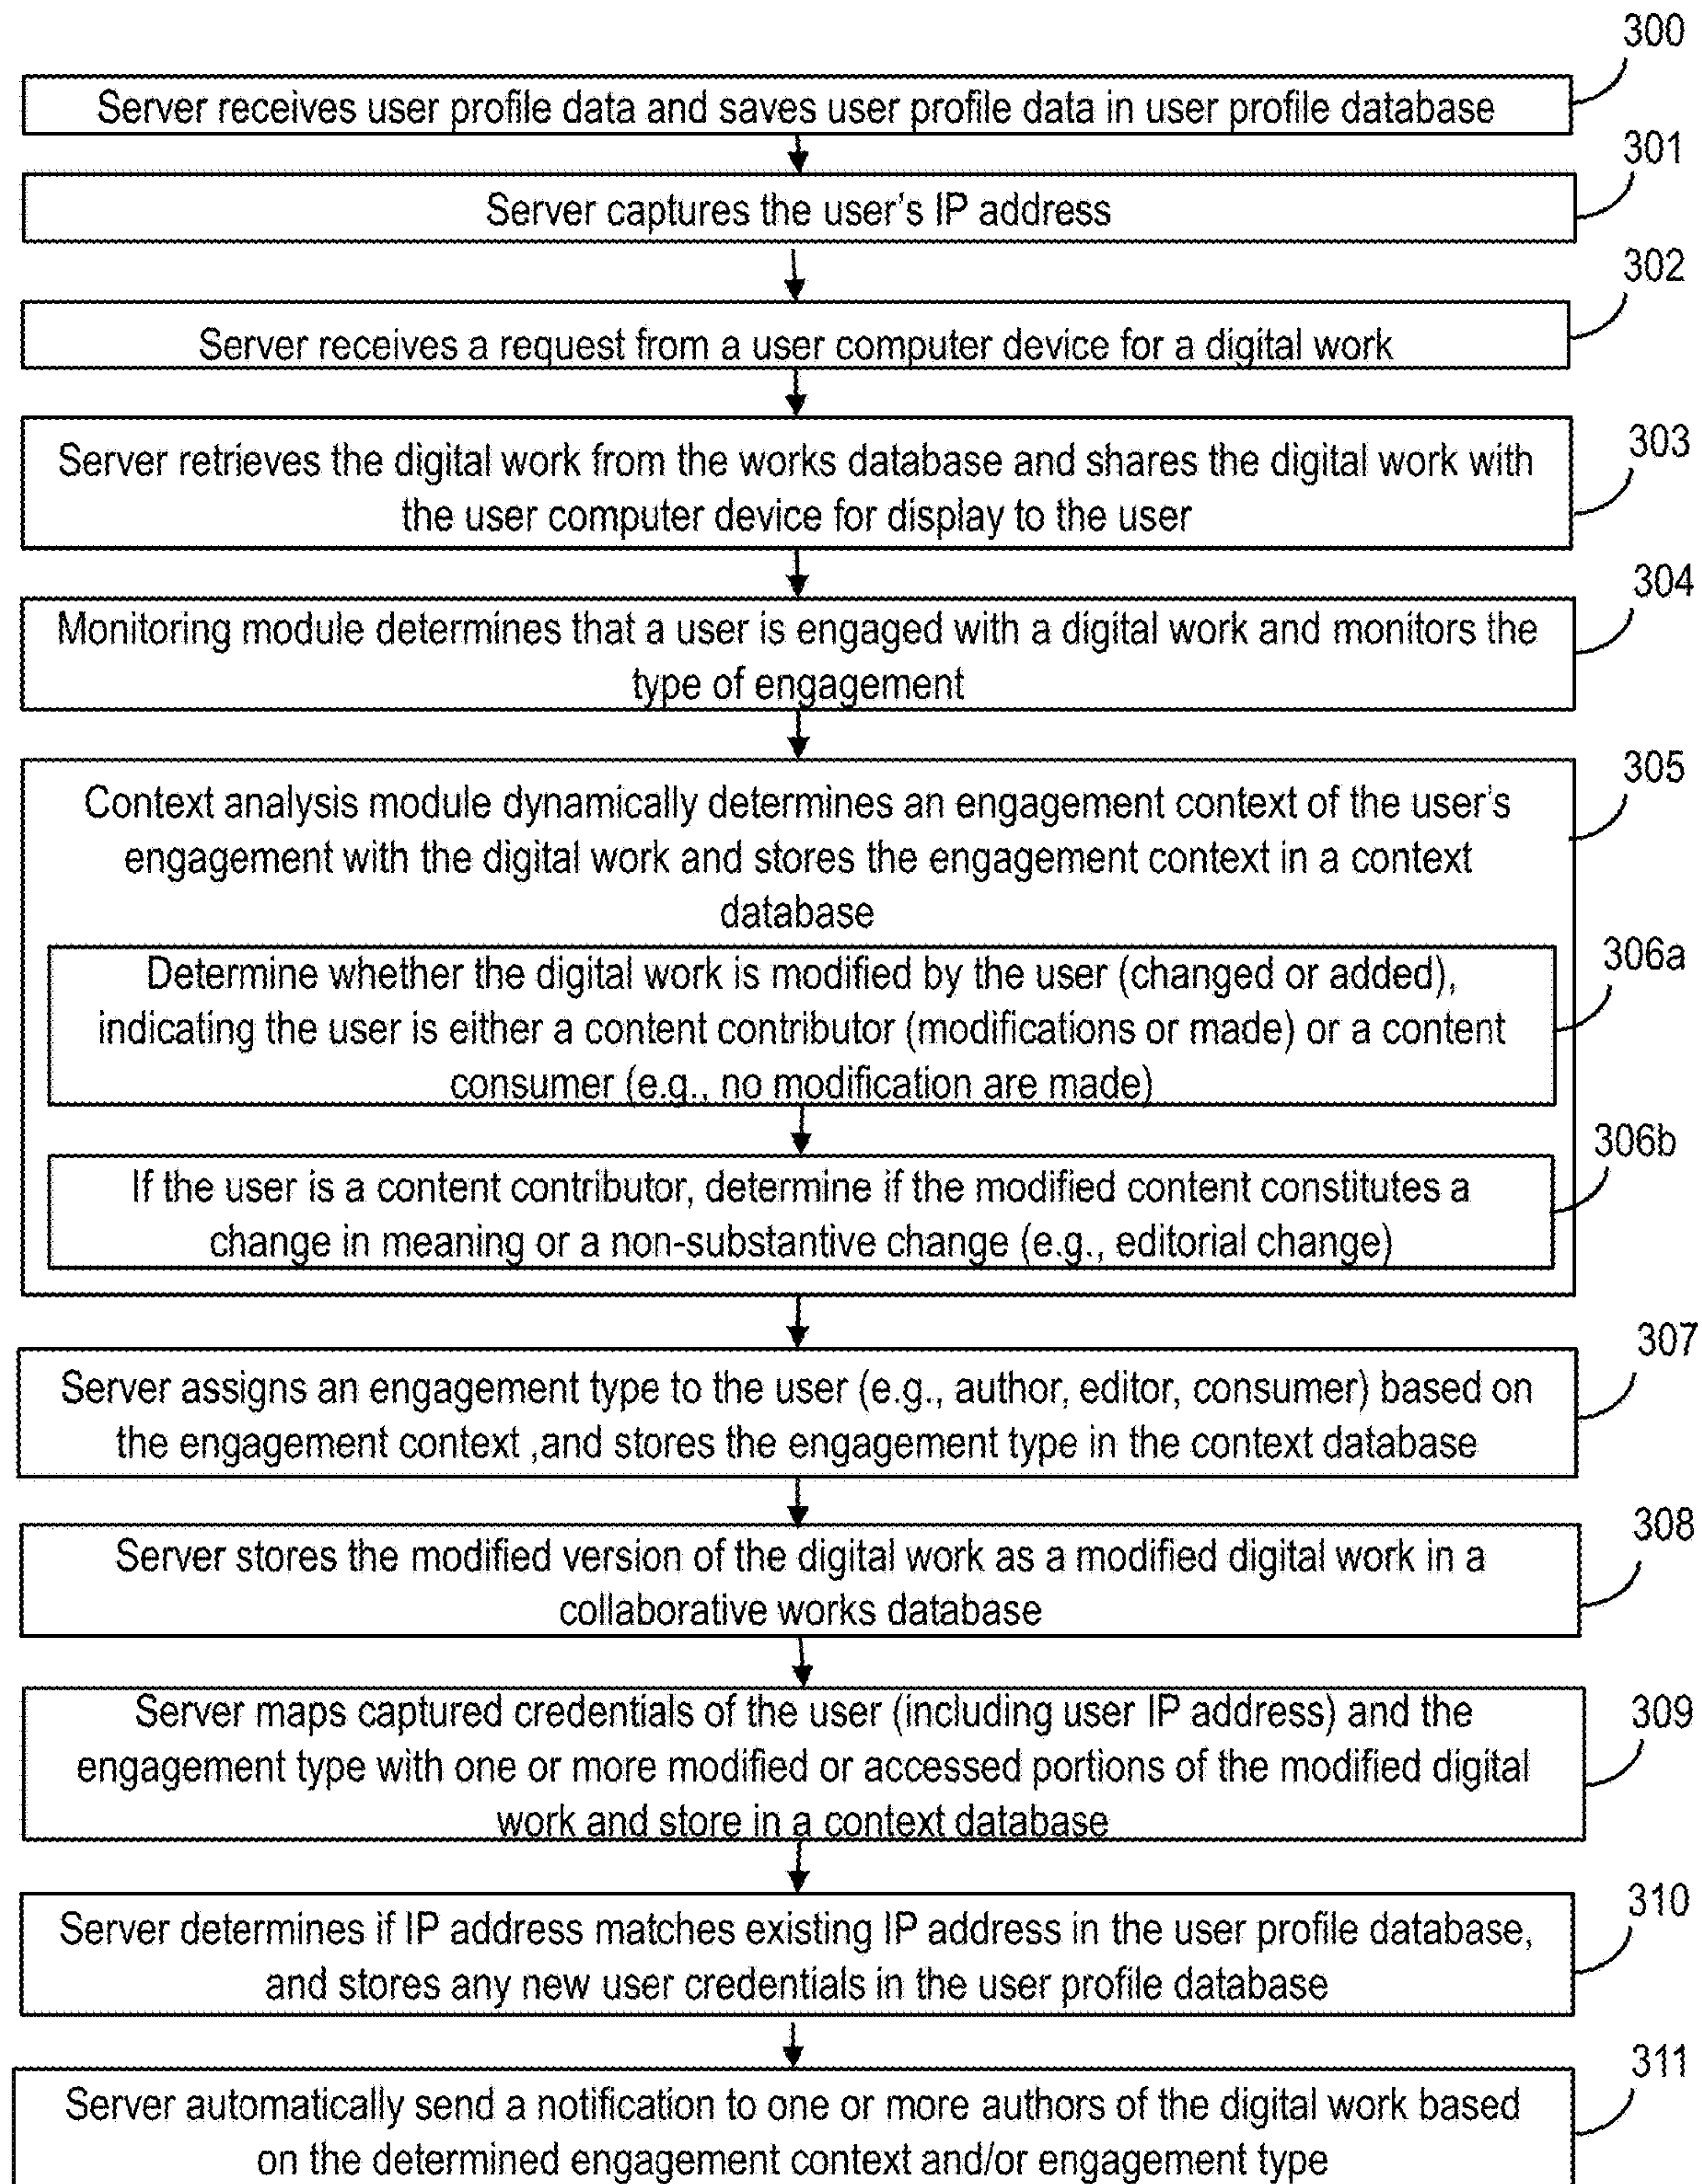 300
Server receives user profile data and saves user profile data in user profile database
301
Server captures the user's IP address
302
Server receives a request from a user computer device for a digital work
303
Server retrieves the digital work from the works database and shares the digital work with
the user computer device for display to the user
304
Monitoring module determines that a user is engaged with a digital work and monitors the
type of engagement
305
Context analysis module dynamically determines an engagement context of the user's
engagement with the digital work and stores the engagement context in a context
database
306a
Determine whether the digital work is modified by the user (changed or added),
indicating the user is either a content contributor (modifications or made) or a content
consumer (e.g., no modification are made)
306b
If the user is a content contributor, determine if the modified content constitutes a
change in meaning or a non-substantive change (e.g., editorial change)
307
Server assigns an engagement type to the user (e.g., author, editor, consumer) based on
the engagement context ,and stores the engagement type in the context database
308
Server stores the modified version of the digital work as a modified digital work in a
collaborative works database
309
Server maps captured credentials of the user (including user IP address) and the
engagement type with one or more modified or accessed portions of the modified digital
work and store in a context database
310
Server determines if IP address matches existing IP address in the user profile database,
and stores any new user credentials in the user profile database
311
Server automatically send a notification to one or more authors of the digital work based
on the determined engagement context and/or engagement type